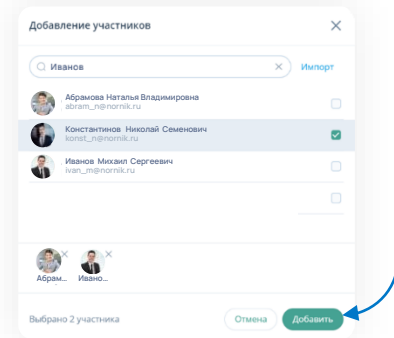 Добавление участников
Иванов
Импорт
Абрамова Наталья Владимировна
abram_n@nornik.ru
Константинов Николай Семенович
konst_n@nornik.ru
Иванов Михаил Сергеевич
ivan_m@nornik.ru
Абрам... Ивано...
Выбрано 2 участника
Отмена
Добавить